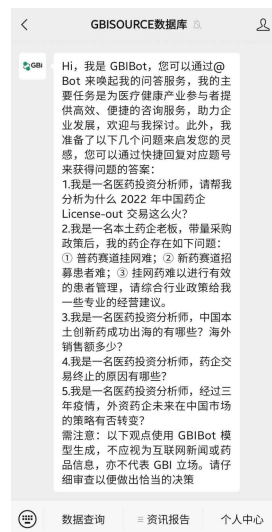 GBISOURCE数据库
GBI
Hi，我是 GBIBot，您可以通过@
Bot 来唤起我的问答服务，我的主
要任务是为医疗健康产业参与者提
供高效、便捷的咨询服务，助力企
业发展，欢迎与我探讨。此外，我
准备了以下几个问题来启发您的灵
感，您可以通过快捷回复对应题号
来获得问题的答案：
1.我是一名医药投资分析师，请帮我
分析为什么 2022 年中国药企
License-out 交易这么火？
2.我是一名本土药企老板，带量采购
政策后，我的药企存在如下问题：
① 普药赛道挂网难；② 新赛道招
募患者难；③ 挂网药难以进行有效
的患者管理，请综合行业政策给我
一些专业的经营建议。
3.我是一名医药投资分析师，中国本
土创新药成功出海的有哪些？海外
销售额多少？
4.我是一名医药投资分析师，药企交
易终止的原因有哪些？
5.我是一名医药投资分析师，经过三
年疫情，外资药企未来在中国市场
的策略有否转变？
需注意：以下观点使用 GBIBot 模
型生成，不应视为互联网新闻或药
品信息，亦不代表 GBI 立场。请仔
细审查以便做出恰当的决策
数据查询
资讯报告
个人中心